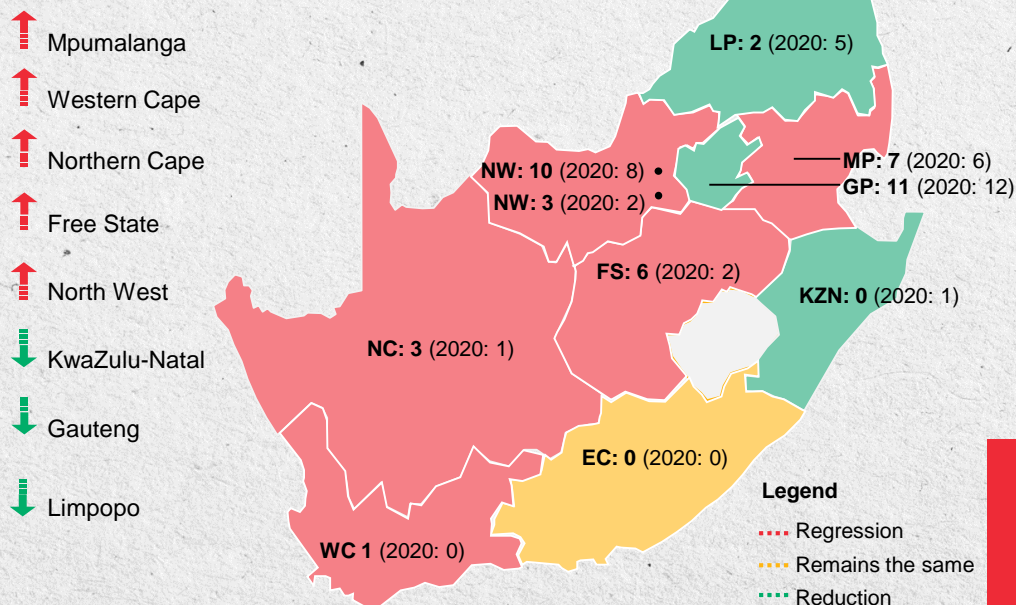 Mpumalanga
Western Cape
Northern Cape
Free State
North West
KwaZulu-Natal
Gauteng
Limpopo
LP: 2 (2020: 5)
NW: 10 (2020: 8)
NW: 3 (2020: 2)
MP: 7 (2020: 6)
GP: 11 (2020: 12)
FS: 6 (2020: 2)
KZN: 0 (2020: 1)
NC: 3 (2020: 1)
EC: 0 (2020: 0)
WC 1 (2020: 0)
Legend
Regression
Remains the same
Reduction